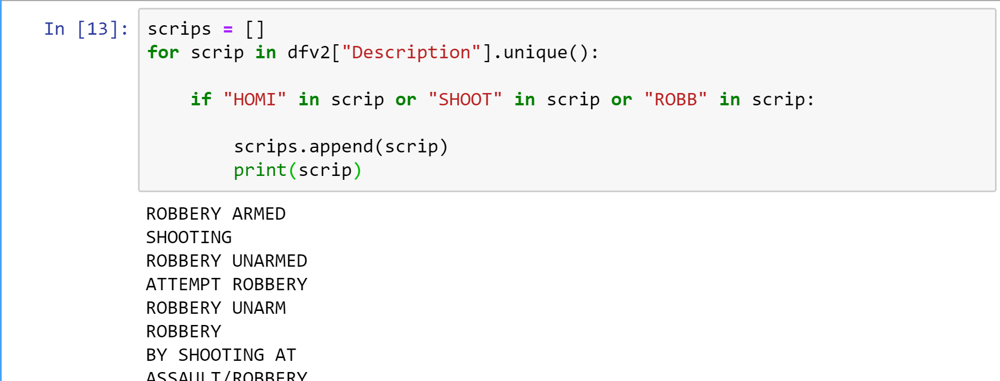 In [13]: scrips = []
for scrip in dfv2["Description"].unique():
if "HOMI" in scrip or "SHOOT" in scrip or "ROBB" in scrip:
scrips.append(scrip)
print(scrip)
ROBBERY ARMED
SHOOTING
ROBBERY UNARMED
ATTEMPT ROBBERY
ROBBERY UNARM
ROBBERY
BY SHOOTING AT
ASSAULT/ROBBERY